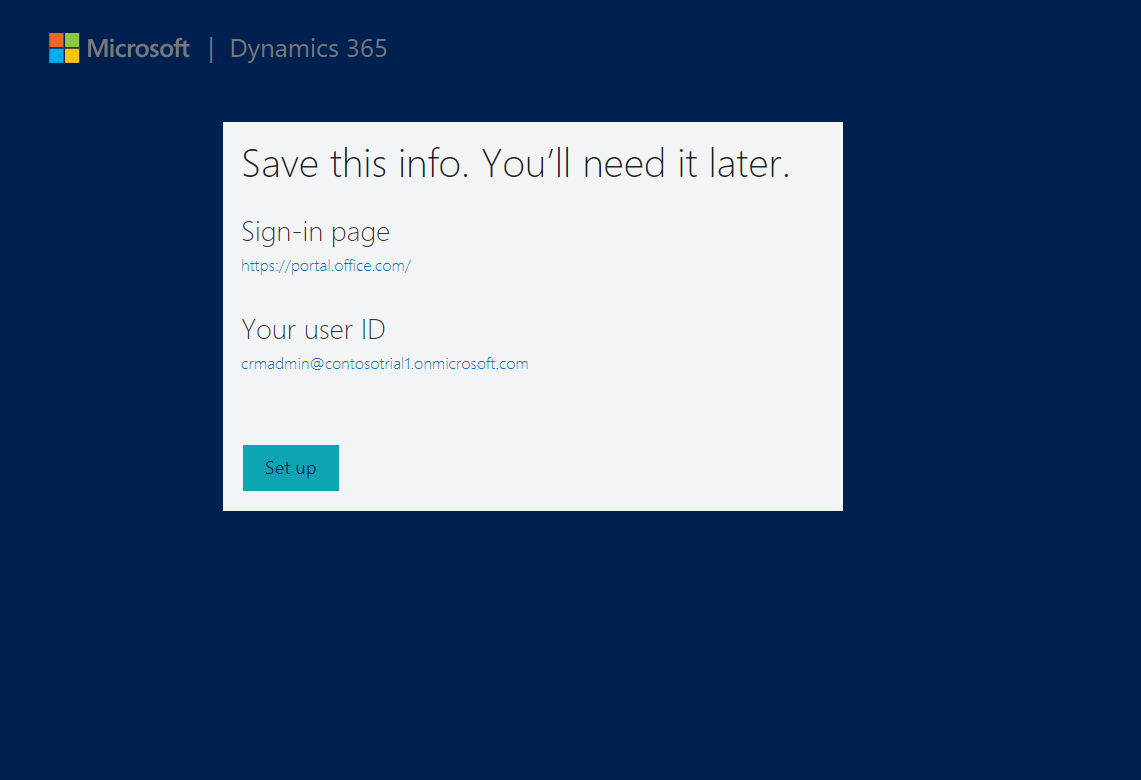 Microsoft | Dynamics 365
Save this info. You’ll need it later.
Sign-in page
https://portal.office.com/
Your user ID
crmadmin@contosotrial1.onmicrosoft.com
Set up